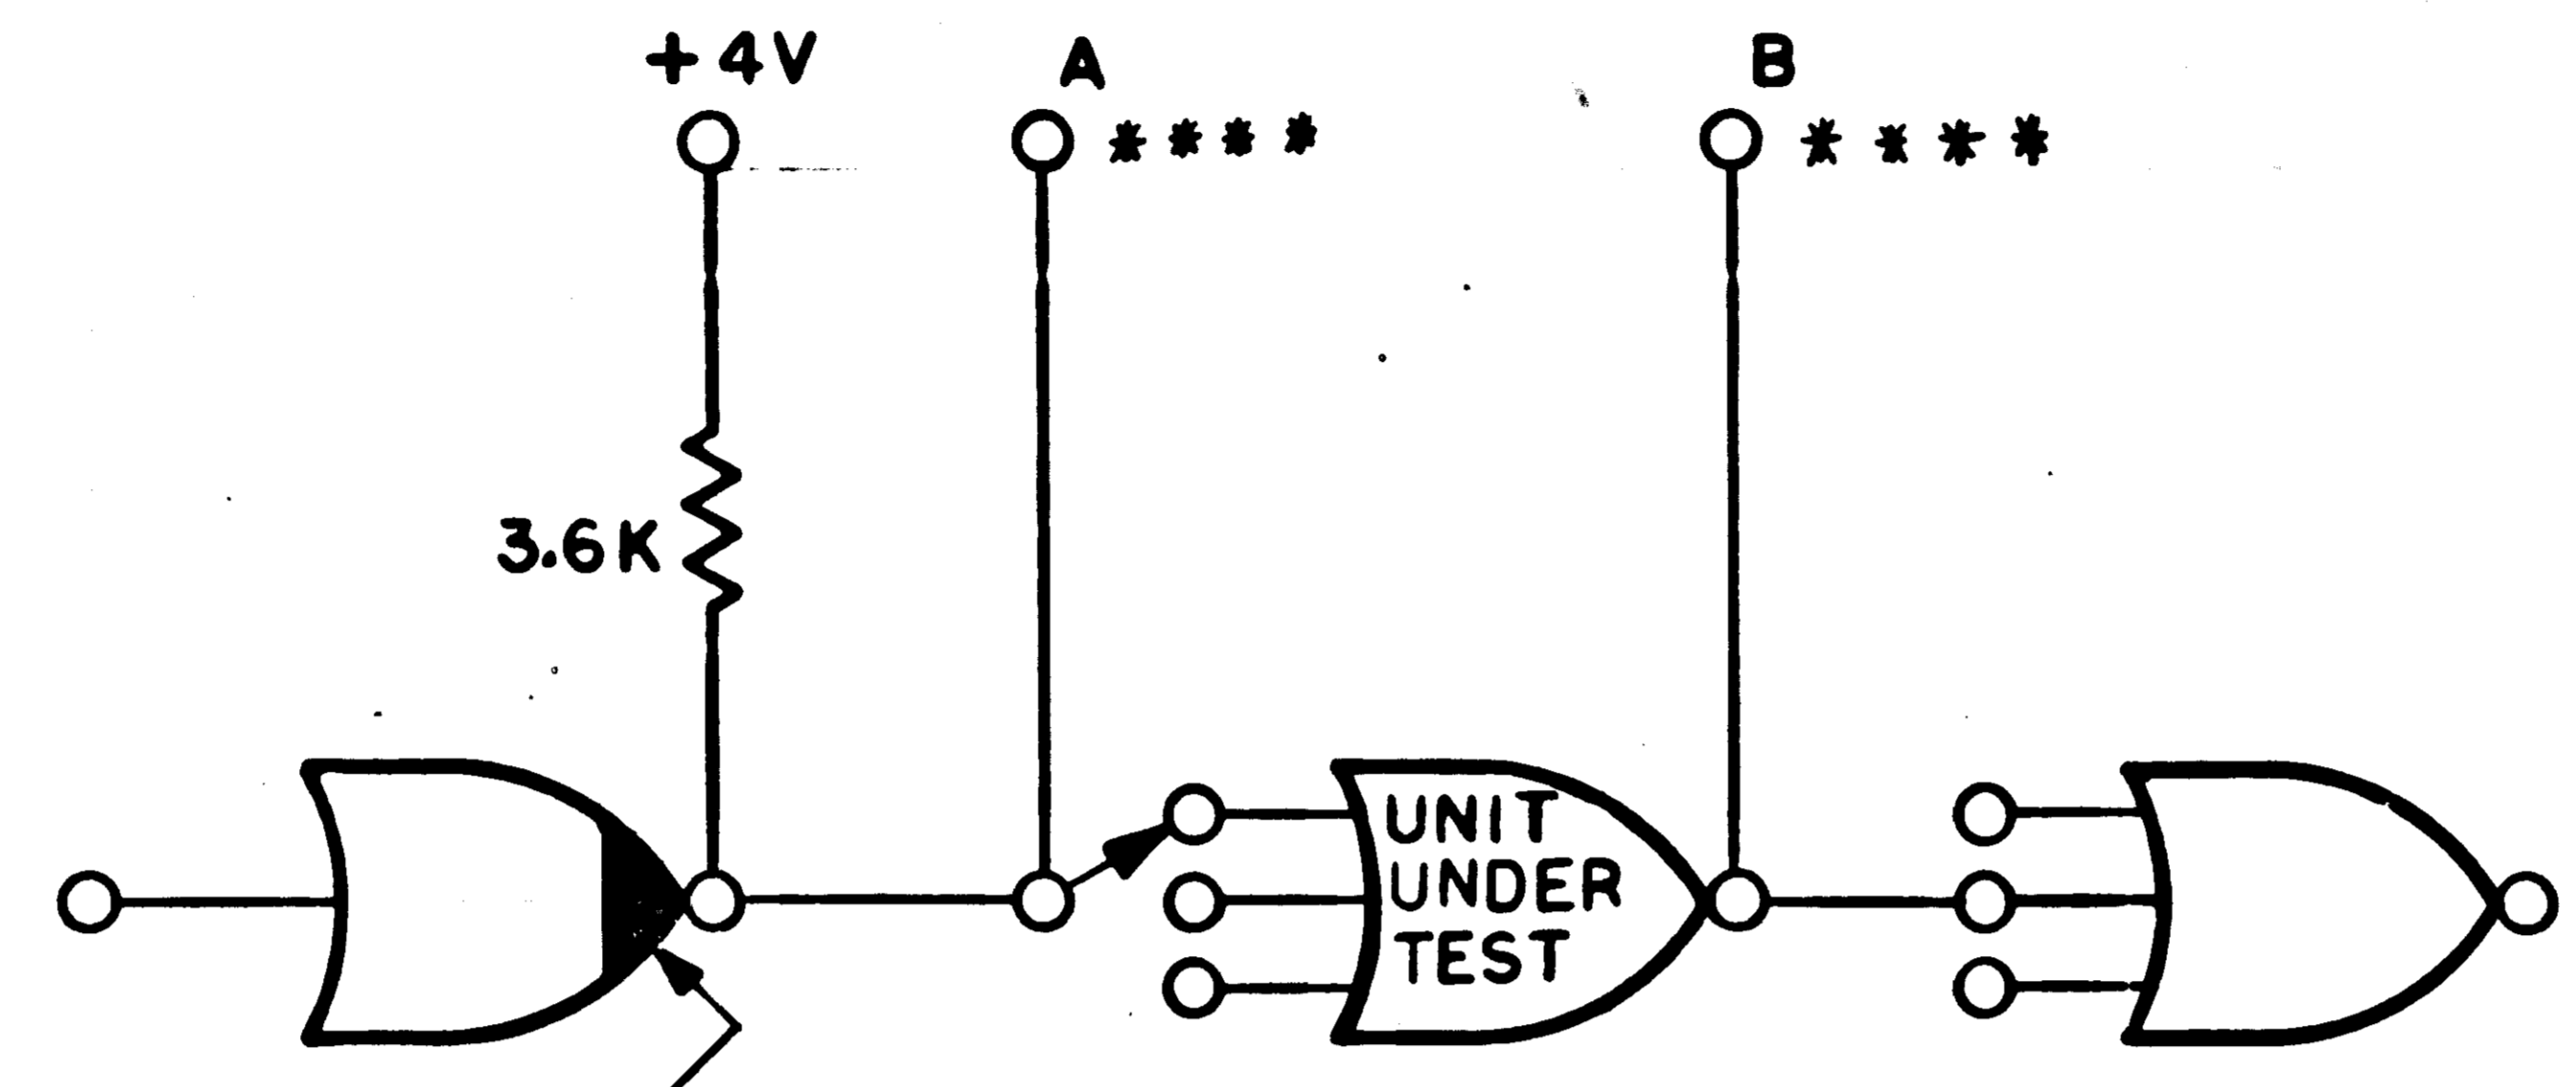 +4V
A
****
B
****
3.6K
UNIT
UNDER
TEST